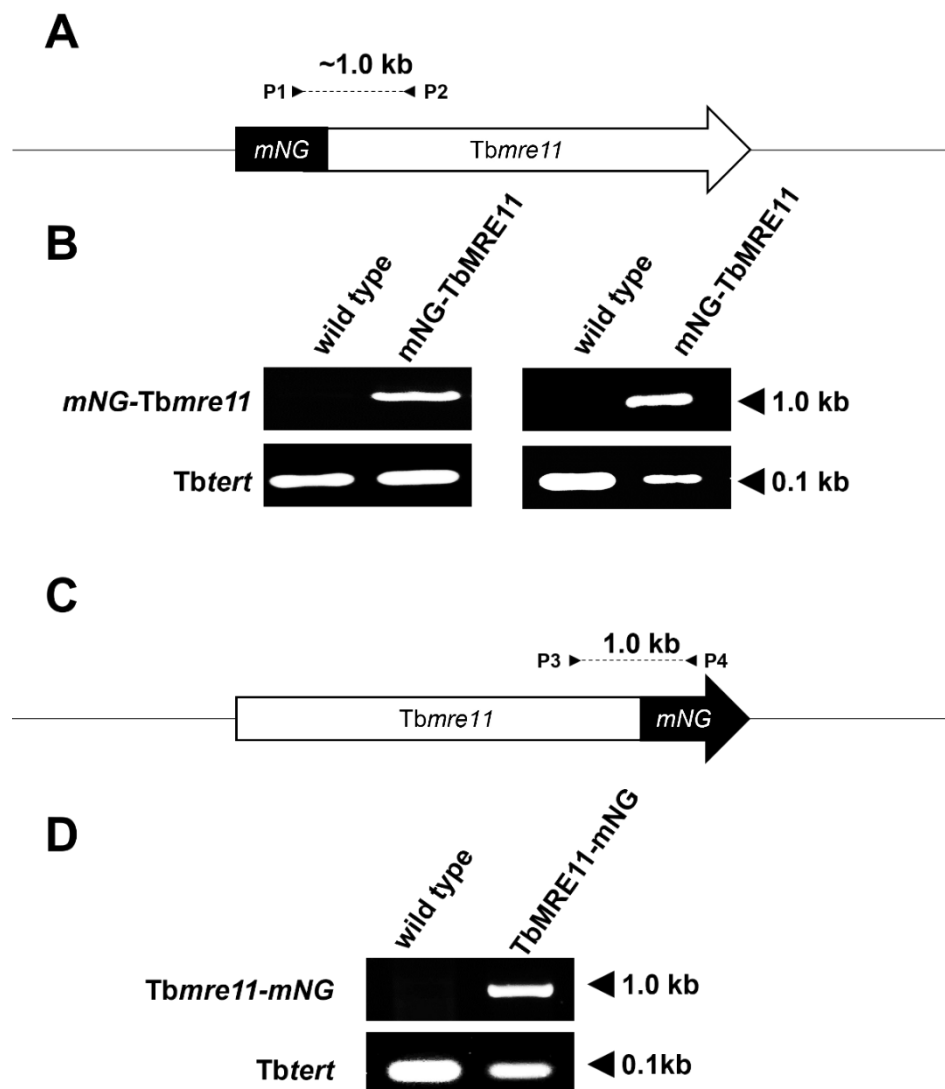 A
~1.0 kb
P1 P2
mNG Tbmre11
B
wild type mNG-TbMRE11 wild type mNG-TbMRE11
mNG-Tbmre11 1.0 kb
Tbtert 0.1 kb
C
1.0 kb
P3 P4
Tbmre11 mNG
D
wild type TbMRE11-mNG
Tbmre11-mNG 1.0 kb
Tbtert 0.1kb